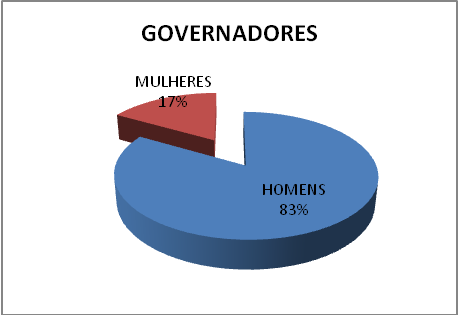 GOVERNADORES
MULHERES
17%
HOMENS
83%